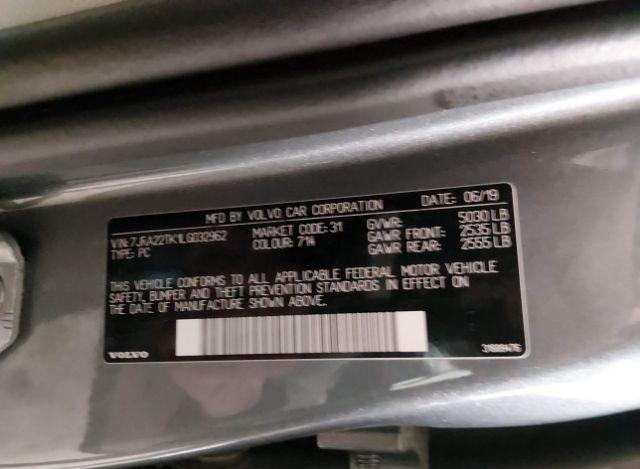 MFD BY VOLVO CAR CORPORATION DATE: 06/19
VIN:7JRA22TK1LG032962 MARKET CODE: 31 GVWR: 5030 LB
TYPE: PC COLOUR: 714 GAWR FRONT: 2535 LB
GAWR REAR: 2555 LB
THIS VEHICLE CONFORMS TO ALL APPLICABLE FEDERAL MOTOR VEHICLE
SAFETY, BUMPER AND THEFT PREVENTION STANDARDS IN EFFECT ON
THE DATE OF MANUFACTURE SHOWN ABOVE.
VOLVO